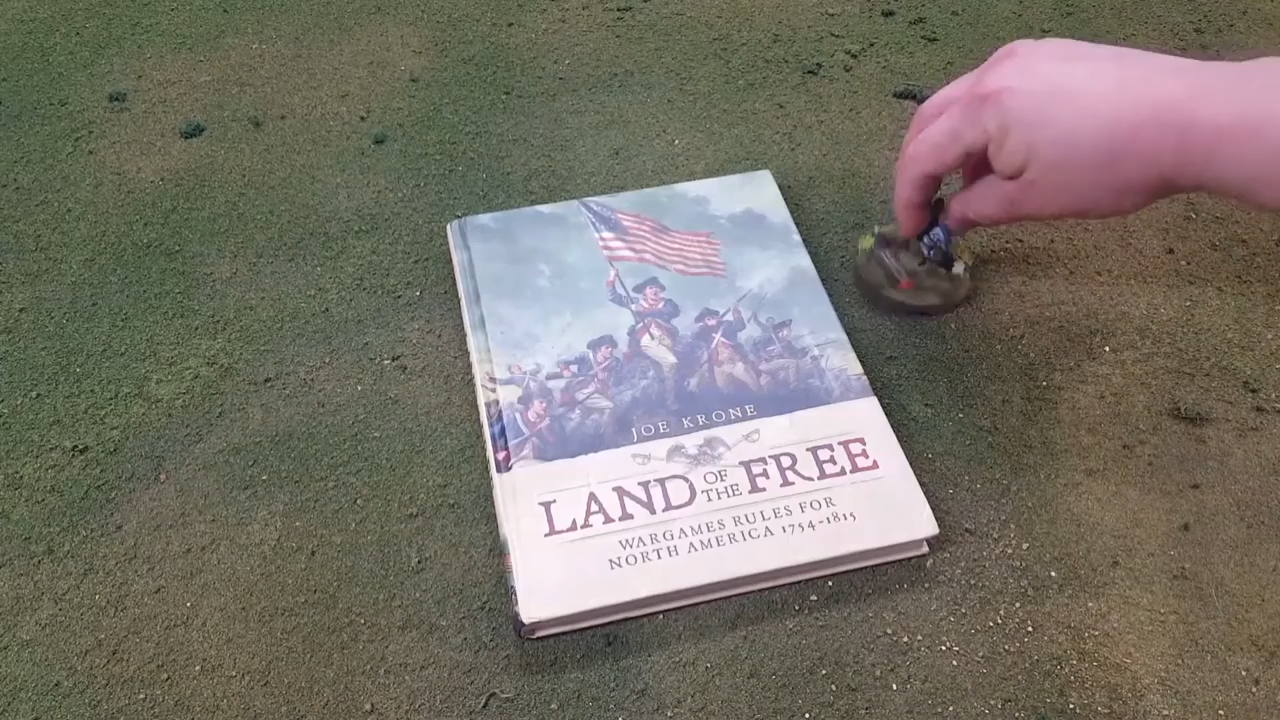 JOE KRONE
LAND OF THE FREE
WARGAMES RULES FOR
NORTH AMERICA 1754-1815